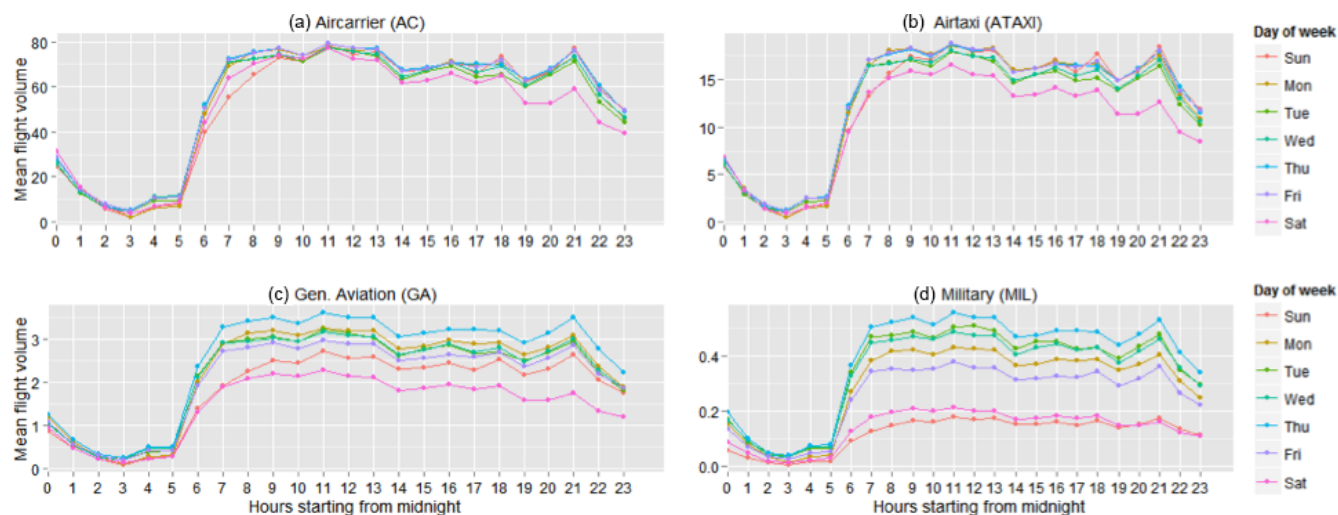 (a) Aircarrier (AC)
Mean flight volume
80
60
40
20
0
0 1 2 3 4 5 6 7 8 9 10 11 12 13 14 15 16 17 18 19 20 21 22 23
(b) Airtaxi (ATAXI)
15
10
5
0
0 1 2 3 4 5 6 7 8 9 10 11 12 13 14 15 16 17 18 19 20 21 22 23
Day of week
Sun
Mon
Tue
Wed
Thu
Fri
Sat
(c) Gen. Aviation (GA)
Mean flight volume
3
2
1
0
0 1 2 3 4 5 6 7 8 9 10 11 12 13 14 15 16 17 18 19 20 21 22 23
Hours starting from midnight
(d) Military (MIL)
0.4
0.2
0.0
0 1 2 3 4 5 6 7 8 9 10 11 12 13 14 15 16 17 18 19 20 21 22 23
Hours starting from midnight
Day of week
Sun
Mon
Tue
Wed
Thu
Fri
Sat